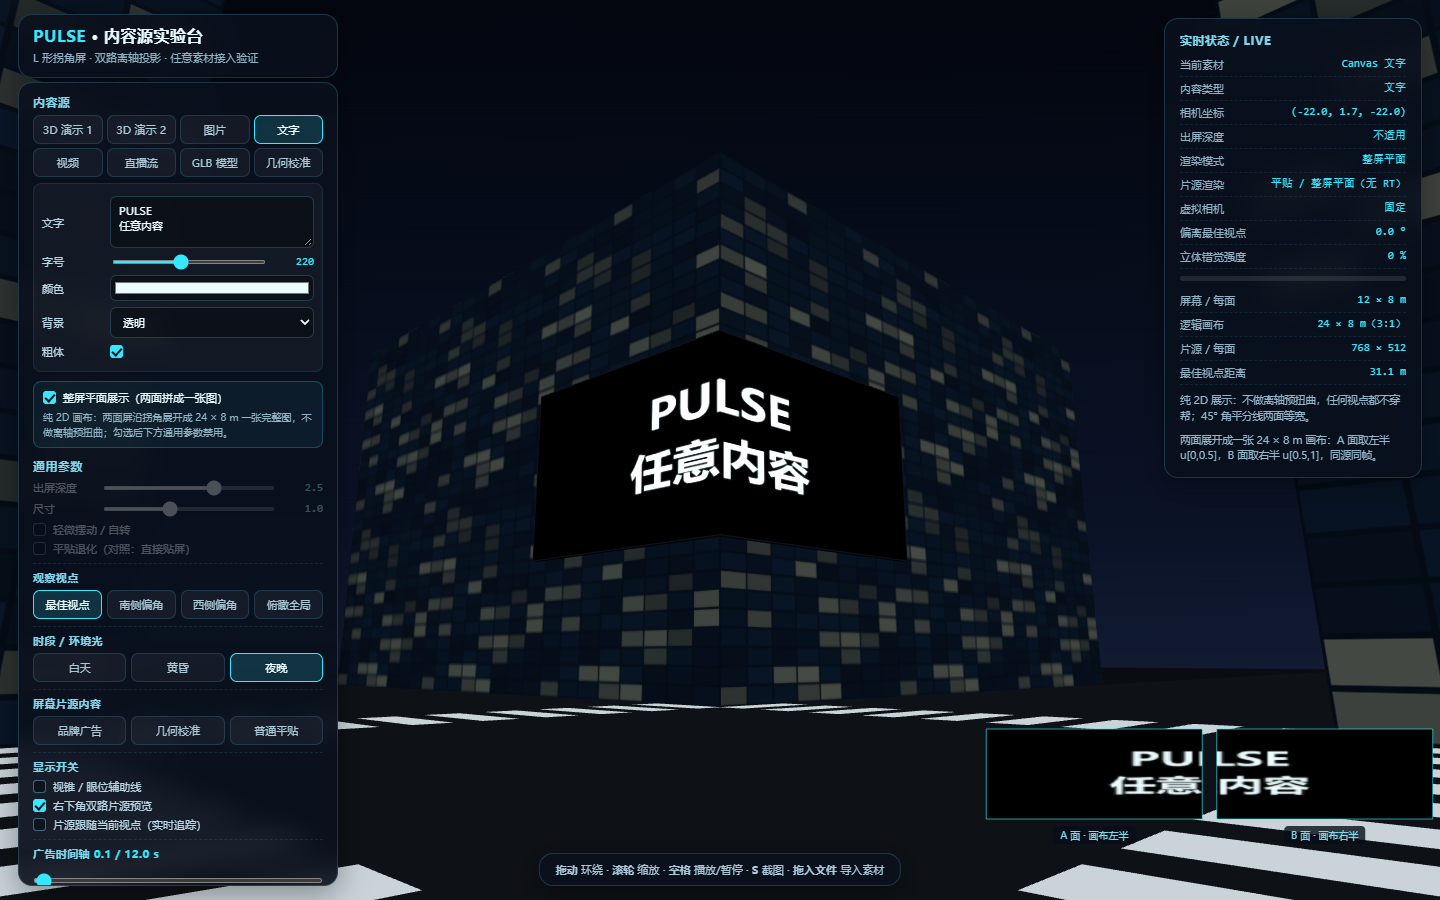 PULSE • 内容源实验台
L 形拐角屏 · 双路离轴投影 · 任意素材接入验证
内容源
3D 演示 1
3D 演示 2
图片
文字
视频
直播流
GLB 模型
几何校准
文字
PULSE
任意内容
字号
220
颜色
背景
透明
粗体
整屏平面展示（两面拼成一张图）
纯 2D 画布：两面屏沿拐角展开成 24 × 8 m 一张完整图，不
做离轴预扭曲；勾选后下方通用参数禁用。
通用参数
出屏深度
2.5
尺寸
1.0
轻微摆动 / 自转
平贴退化（对照：直接贴屏）
观察视点
最佳视点
南侧偏角
西侧偏角
俯瞰全局
时段 / 环境光
白天
黄昏
夜晚
屏幕片源内容
品牌广告
几何校准
普通平贴
显示开关
视锥 / 眼位辅助线
右下角双路片源预览
片源跟随当前视点（实时追踪）
广告时间轴 0.1 / 12.0 s
PULSE
任意内容
实时状态 / LIVE
当前素材
Canvas 文字
内容类型
文字
相机坐标
(-22.0, 1.7, -22.0)
出屏深度
不适用
渲染模式
整屏平面
片源渲染
平贴 / 整屏平面（无 RT）
虚拟相机
固定
偏离最佳视点
0.0 °
立体错觉强度
0 %
屏幕 / 每面
12 × 8 m
逻辑画布
24 × 8 m（3:1）
片源 / 每面
768 × 512
最佳视点距离
31.1 m
纯 2D 展示：不做离轴预扭曲，任何视点都不穿
帮；45° 角平分线两面等宽。
两面展开成一张 24 × 8 m 画布：A 面取左半
u[0,0.5]，B 面取右半 u[0.5,1]，同源同帧。
PULSE
任意内容
A 面 · 画布左半
B 面 · 画布右半
拖动 环绕 · 滚轮 缩放 · 空格 播放/暂停 · S 截图 · 拖入文件 导入素材